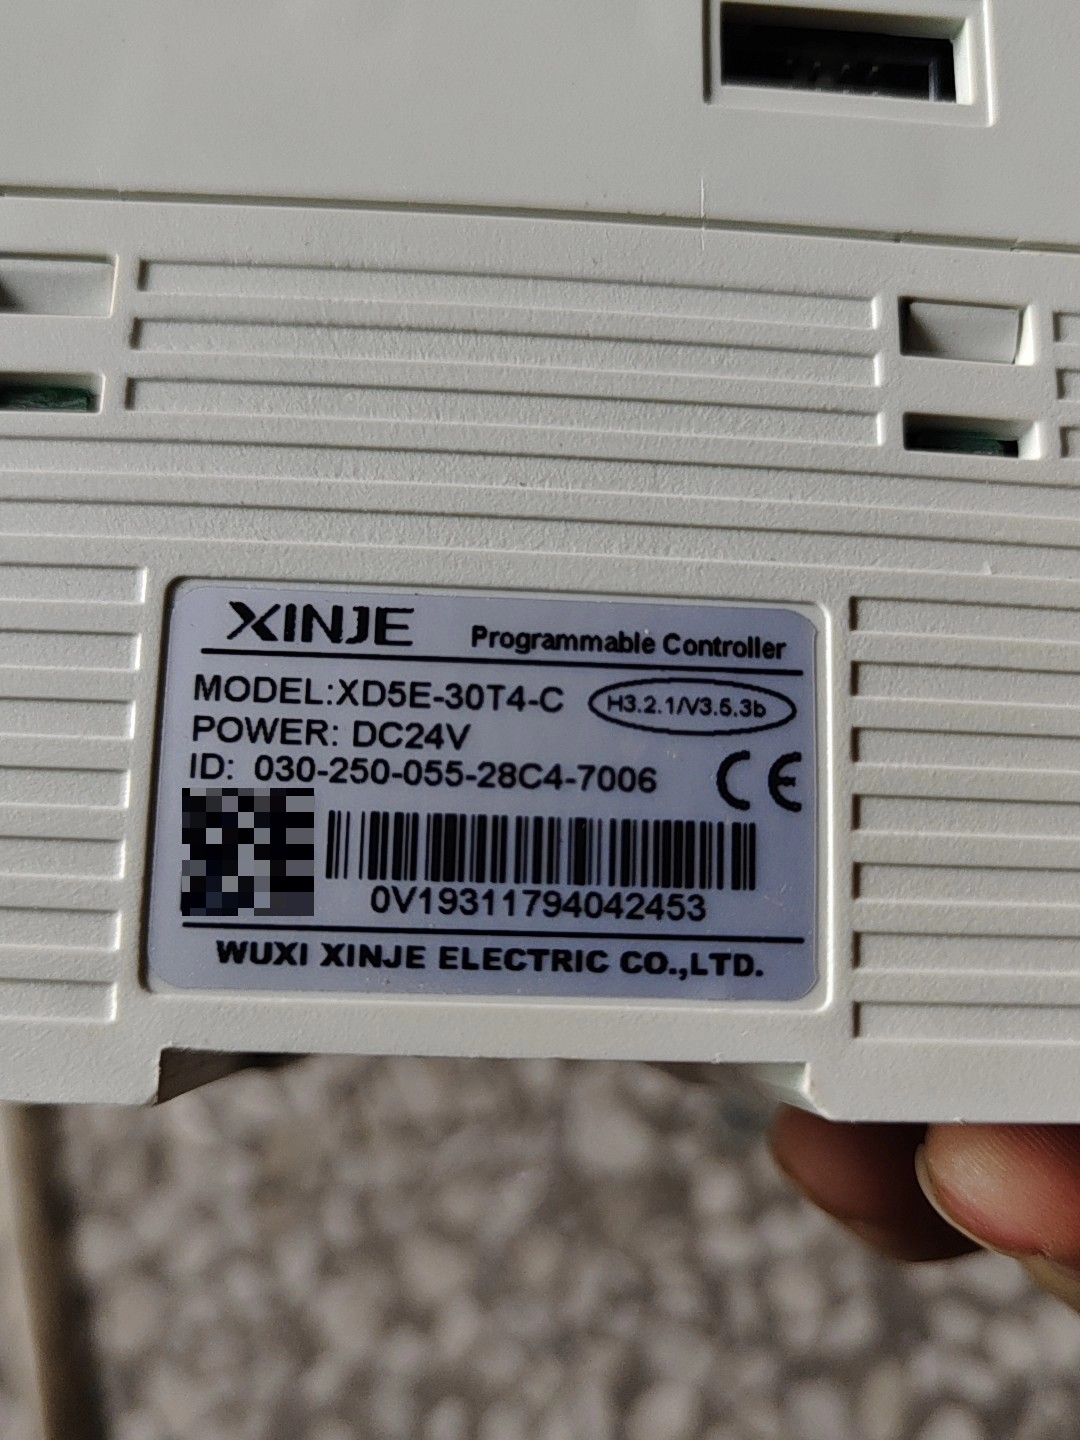 XINJE Programmable Controller
MODEL:XD5E-30T4-C H3.2.1/V3.5.3b
POWER: DC24V
ID: 030-250-055-28C4-7006
CE
0V19311794042453
WUXI XINJE ELECTRIC CO.,LTD.